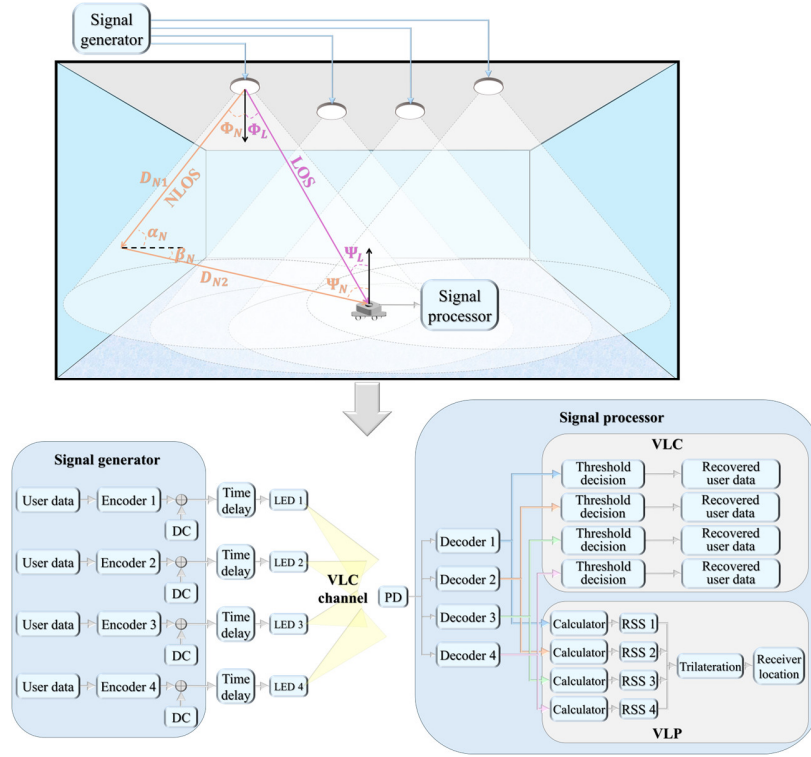 Signal
generator
Φ_N
Φ_L
D_N1
NLOS
LOS
α_N
β_N
D_N2
Ψ_L
Ψ_N
Signal
processor
Signal generator
User data
Encoder 1
DC
Time
delay
LED 1
User data
Encoder 2
DC
Time
delay
LED 2
User data
Encoder 3
DC
Time
delay
LED 3
User data
Encoder 4
DC
Time
delay
LED 4
VLC
channel
PD
Signal processor
Decoder 1
Decoder 2
Decoder 3
Decoder 4
VLC
Threshold
decision
Recovered
user data
Threshold
decision
Recovered
user data
Threshold
decision
Recovered
user data
Threshold
decision
Recovered
user data
Calculator
RSS 1
Calculator
RSS 2
Calculator
RSS 3
Calculator
RSS 4
Trilateration
Receiver
location
VLP